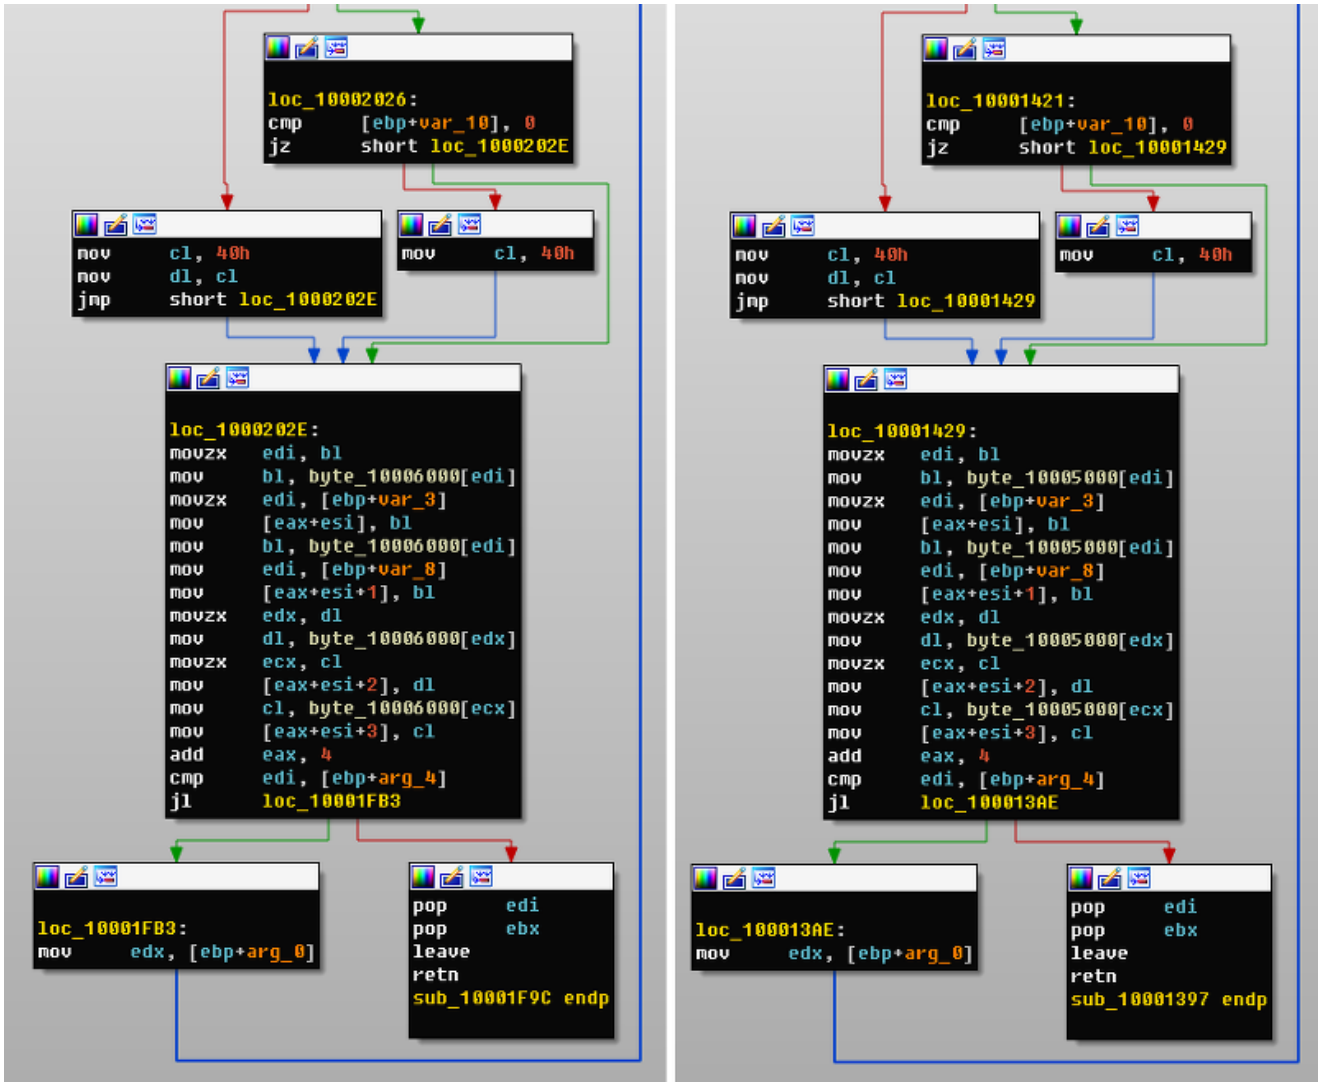 loc_10002026:
cmp [ebp+var_10], 0
jz short loc_1000202E
mov cl, 40h
mov dl, cl
jmp short loc_1000202E
mov cl, 40h
loc_1000202E:
movzx edi, bl
mov bl, byte_10006000[edi]
movzx edi, [ebp+var_3]
mov [eax+esi], bl
mov bl, byte_10006000[edi]
mov edi, [ebp+var_8]
mov [eax+esi+1], bl
movzx edx, dl
mov dl, byte_10006000[edx]
movzx ecx, cl
mov [eax+esi+2], dl
mov cl, byte_10006000[ecx]
mov [eax+esi+3], cl
add eax, 4
cmp edi, [ebp+arg_4]
jl loc_10001FB3
loc_10001FB3:
mov edx, [ebp+arg_0]
pop edi
pop ebx
leave
retn
sub_10001F9C endp
loc_10001421:
cmp [ebp+var_10], 0
jz short loc_10001429
mov cl, 40h
mov dl, cl
jmp short loc_10001429
mov cl, 40h
loc_10001429:
movzx edi, bl
mov bl, byte_10005000[edi]
movzx edi, [ebp+var_3]
mov [eax+esi], bl
mov bl, byte_10005000[edi]
mov edi, [ebp+var_8]
mov [eax+esi+1], bl
movzx edx, dl
mov dl, byte_10005000[edx]
movzx ecx, cl
mov [eax+esi+2], dl
mov cl, byte_10005000[ecx]
mov [eax+esi+3], cl
add eax, 4
cmp edi, [ebp+arg_4]
jl loc_100013AE
loc_100013AE:
mov edx, [ebp+arg_0]
pop edi
pop ebx
leave
retn
sub_10001397 endp